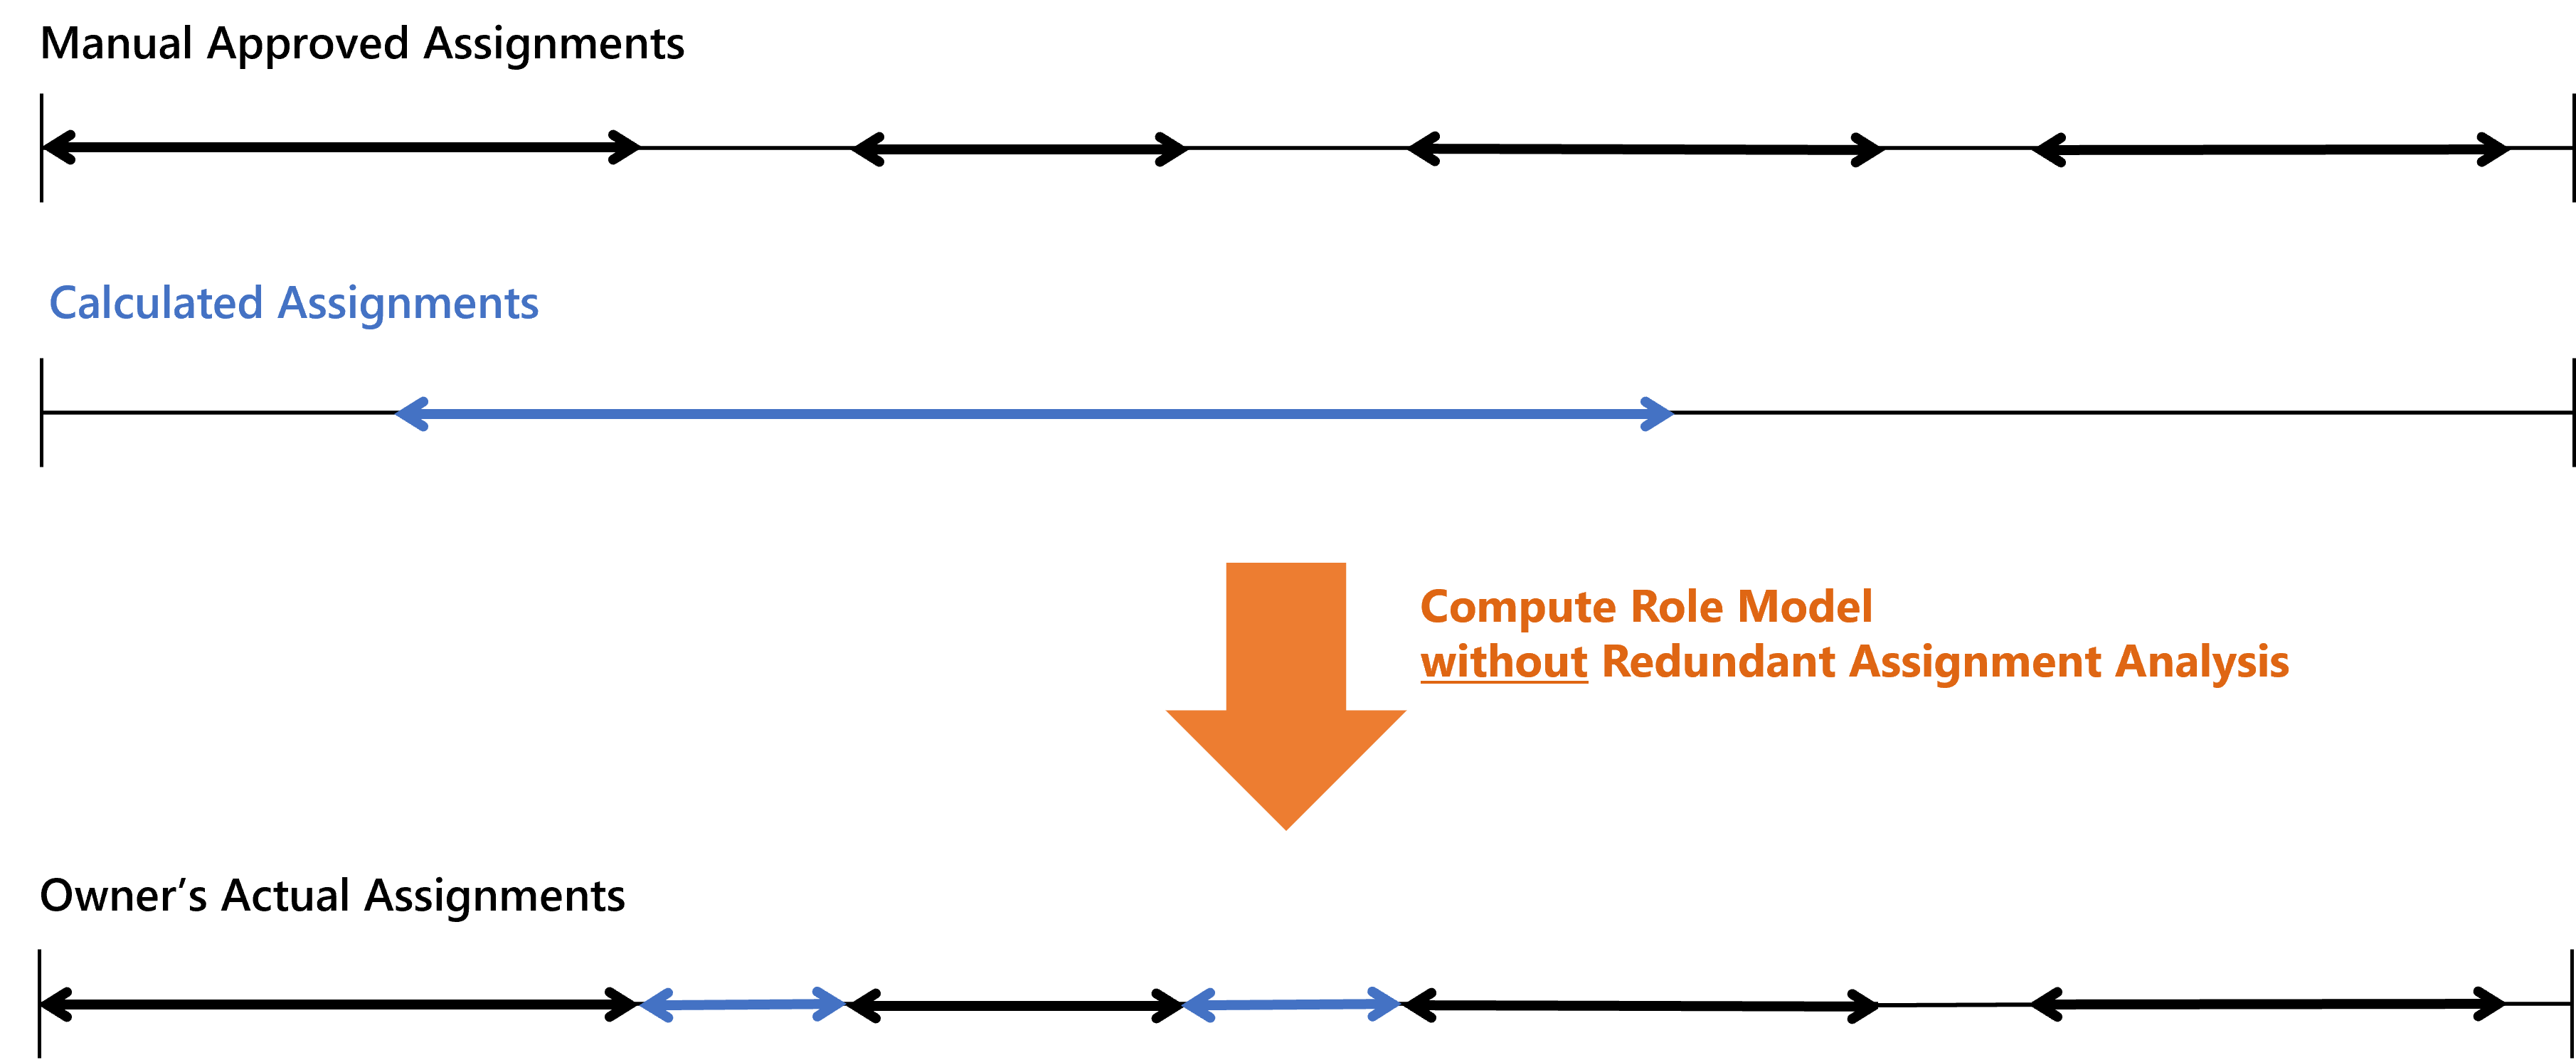 Manual Approved Assignments
Calculated Assignments
Compute Role Model
without Redundant Assignment Analysis
Owner’s Actual Assignments